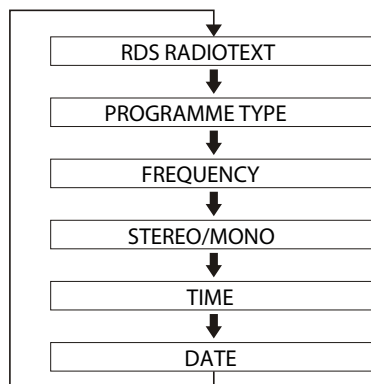 RDS RADIOTEXT
PROGRAMME TYPE
FREQUENCY
STEREO/MONO
TIME
DATE